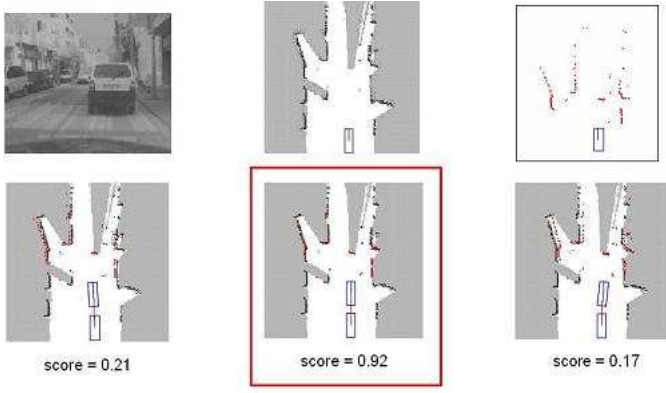 score = 0.21
score = 0.92
score = 0.17